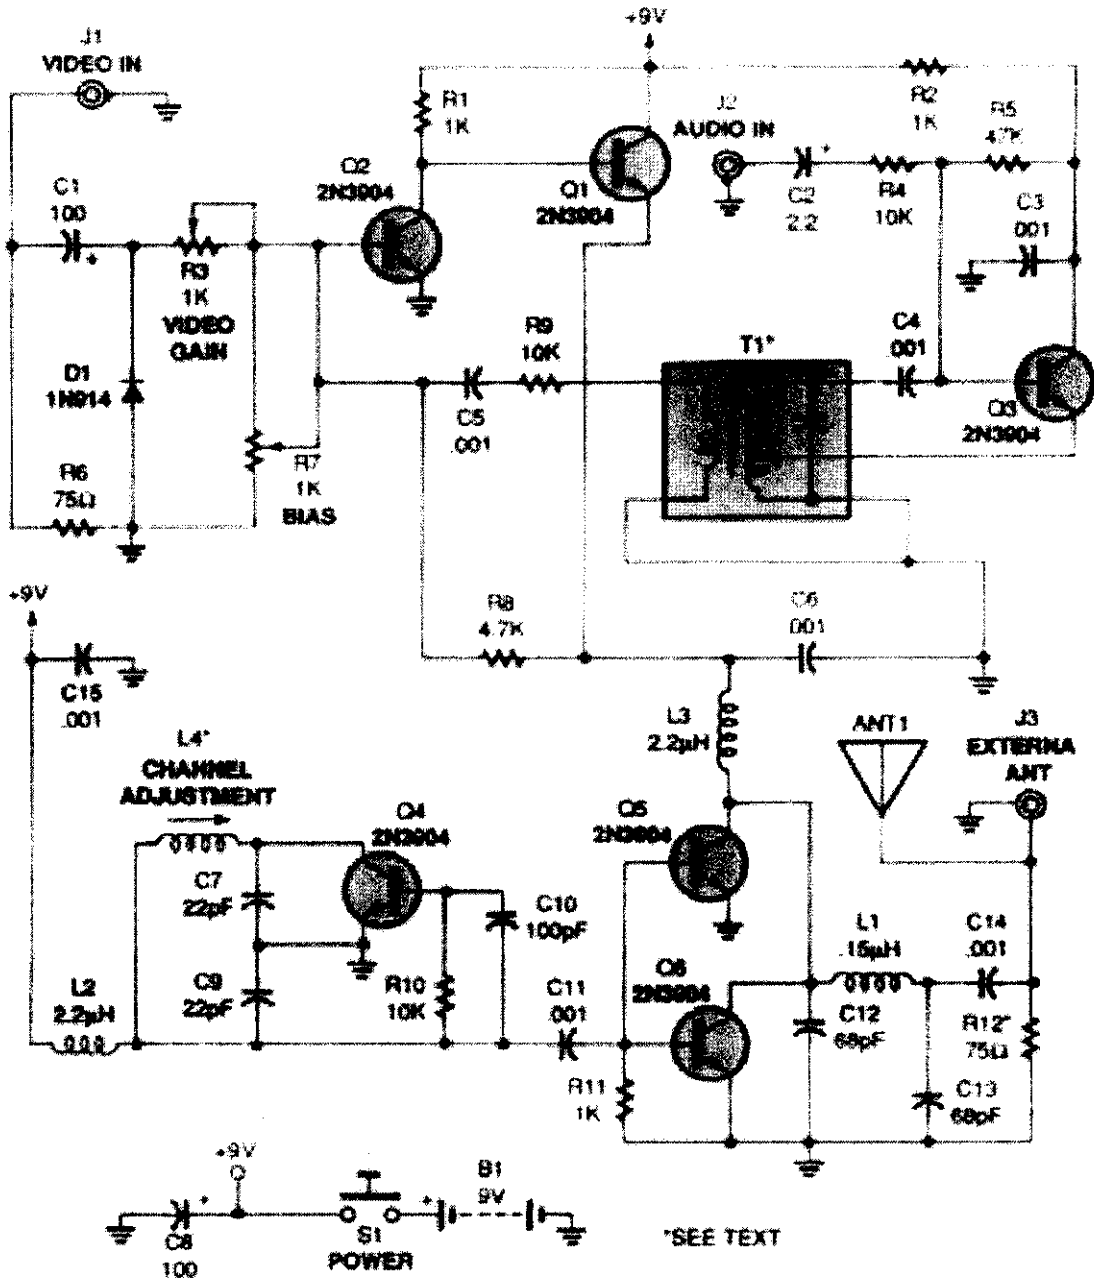 +9V
J1
VIDEO IN
R1
1K
R2
1K
R5
47K
J2
AUDIO IN
Q2
2N3904
Q1
2N3904
C1
100
C2
2.2
R4
10K
C3
.001
R3
1K
VIDEO
GAIN
R9
10K
T1*
C4
.001
D1
1N914
C5
.001
Q3
2N3904
R7
1K
BIAS
R6
75Ω
+9V
R8
4.7K
C6
.001
C15
.001
L4*
CHANNEL
ADJUSTMENT
L3
2.2µH
ANT1
J3
EXTERNA
ANT
Q4
2N3904
Q5
2N3904
C7
22pF
C10
100pF
L1
.15µH
C14
.001
L2
2.2µH
C9
22pF
R10
10K
C11
.001
Q6
2N3904
C12
68pF
R12*
75Ω
R11
1K
C13
68pF
+9V
B1
9V
C8
100
S1
POWER
*SEE TEXT